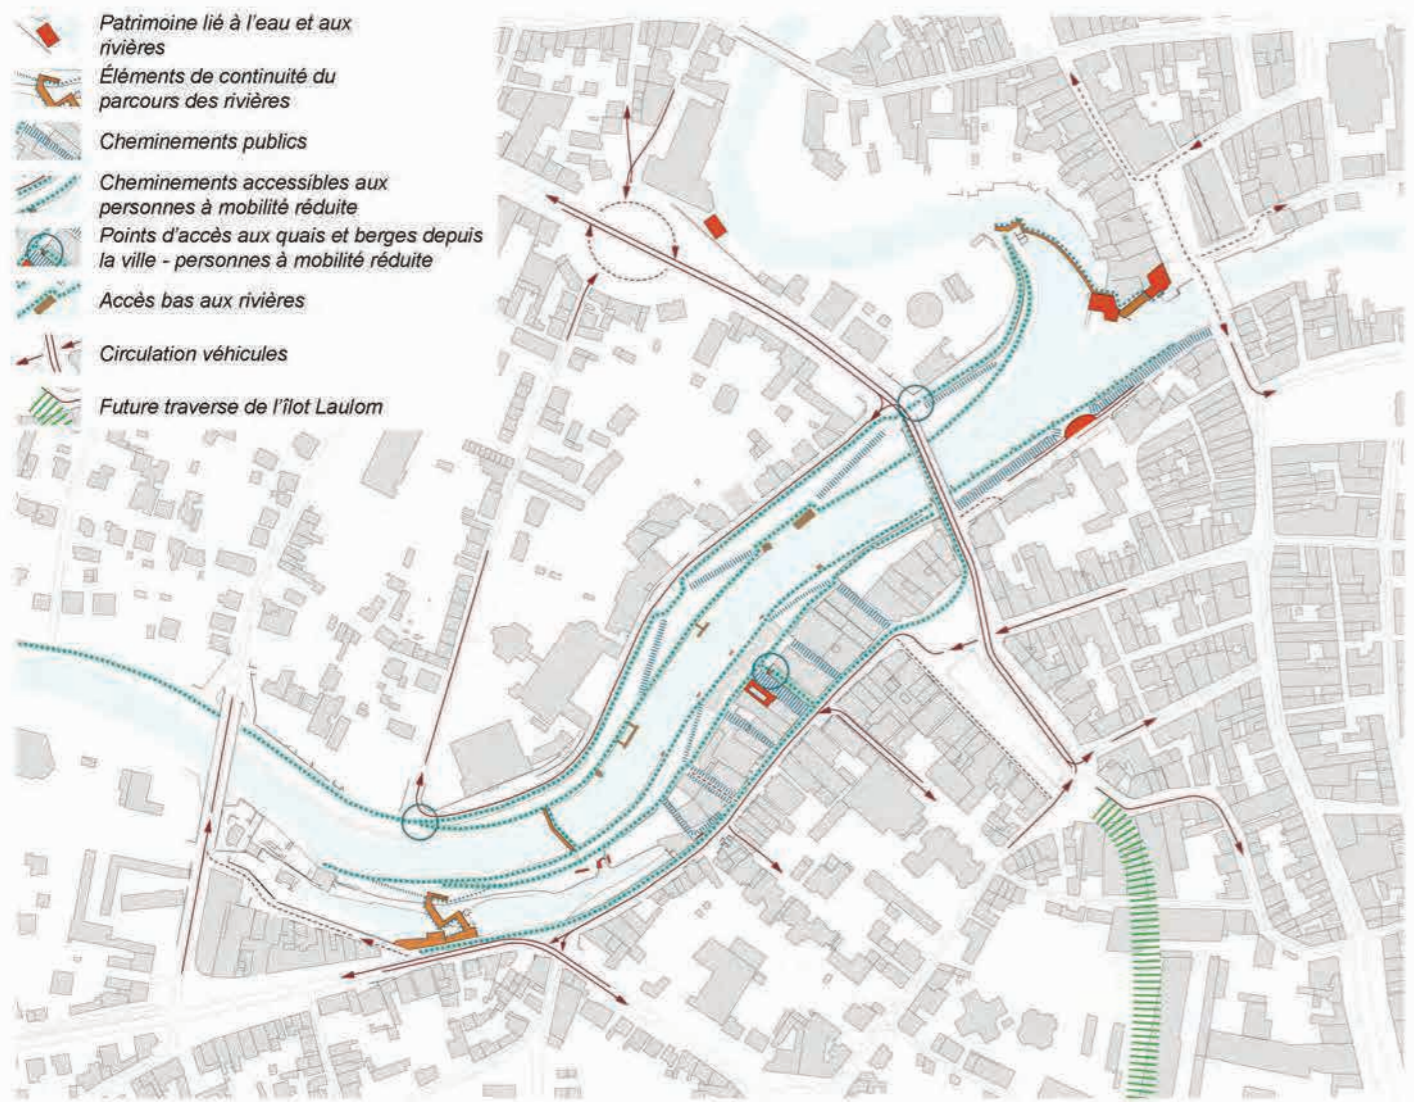 Patrimoine lié à l'eau et aux
rivières
Éléments de continuité du
parcours des rivières
Cheminements publics
Cheminements accessibles aux
personnes à mobilité réduite
Points d'accès aux quais et berges depuis
la ville - personnes à mobilité réduite
Accès bas aux rivières
Circulation véhicules
Future traverse de l'îlot Laulom